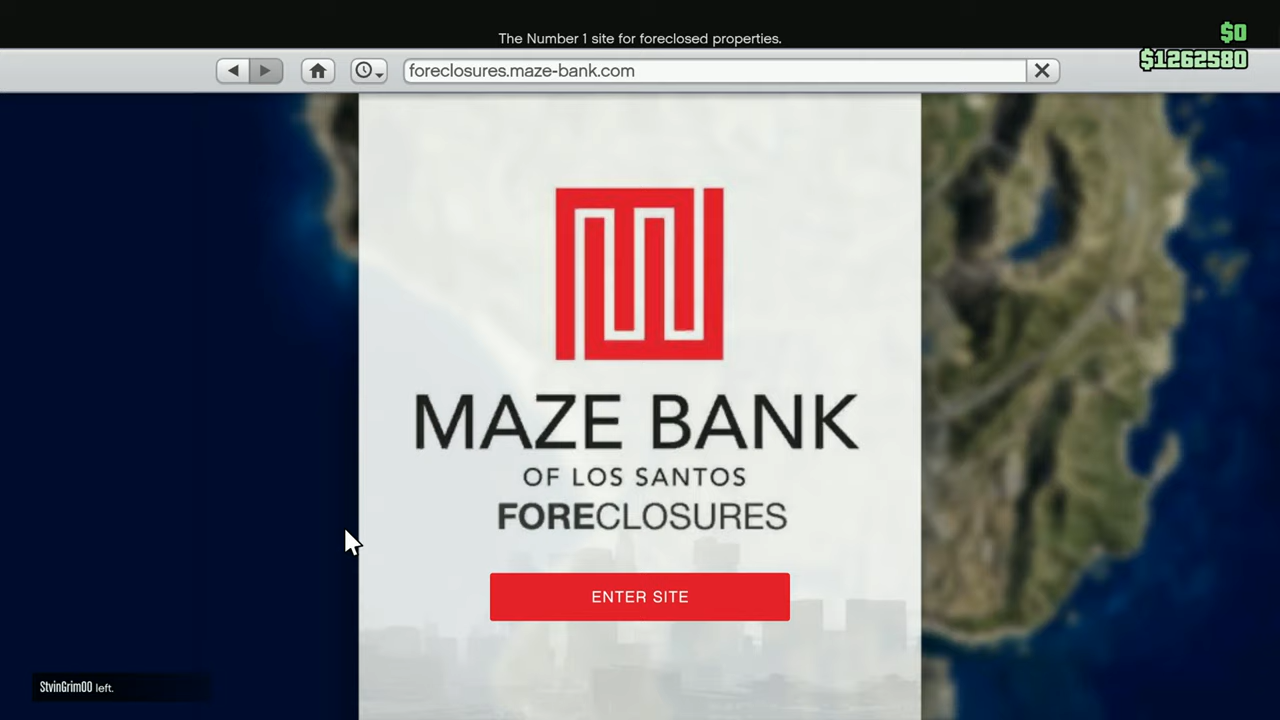 The Number 1 site for foreclosed properties.
$0
foreclosures.maze-bank.com
$1262580
MAZE BANK
OF LOS SANTOS
FORECLOSURES
ENTER SITE
StvinGrim00 left.